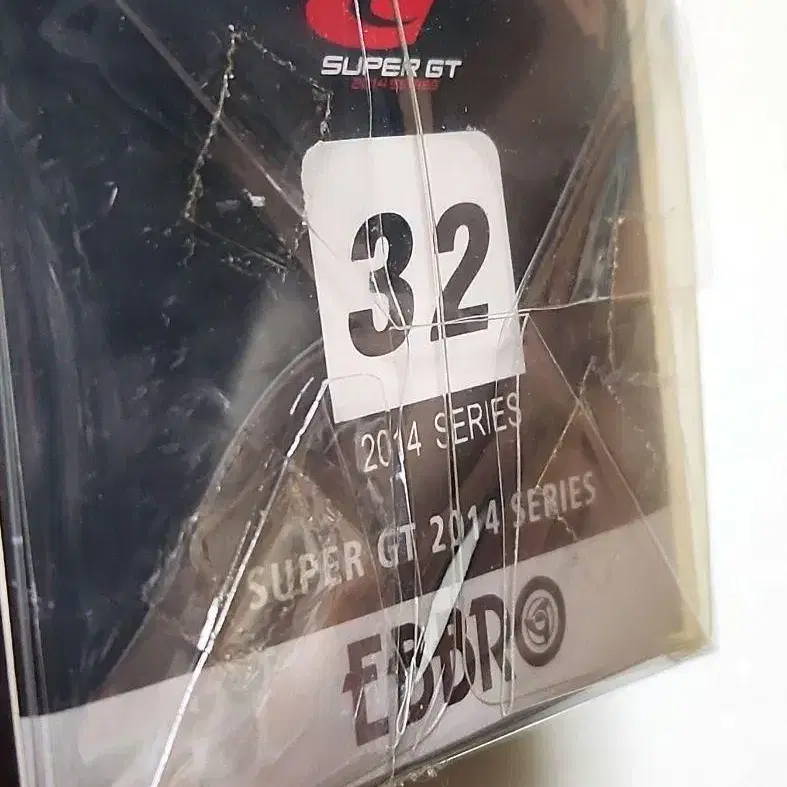 SUPER GT
2014 SERIES
32
2014 SERIES
SUPER GT 2014 SERIES
EBBRO